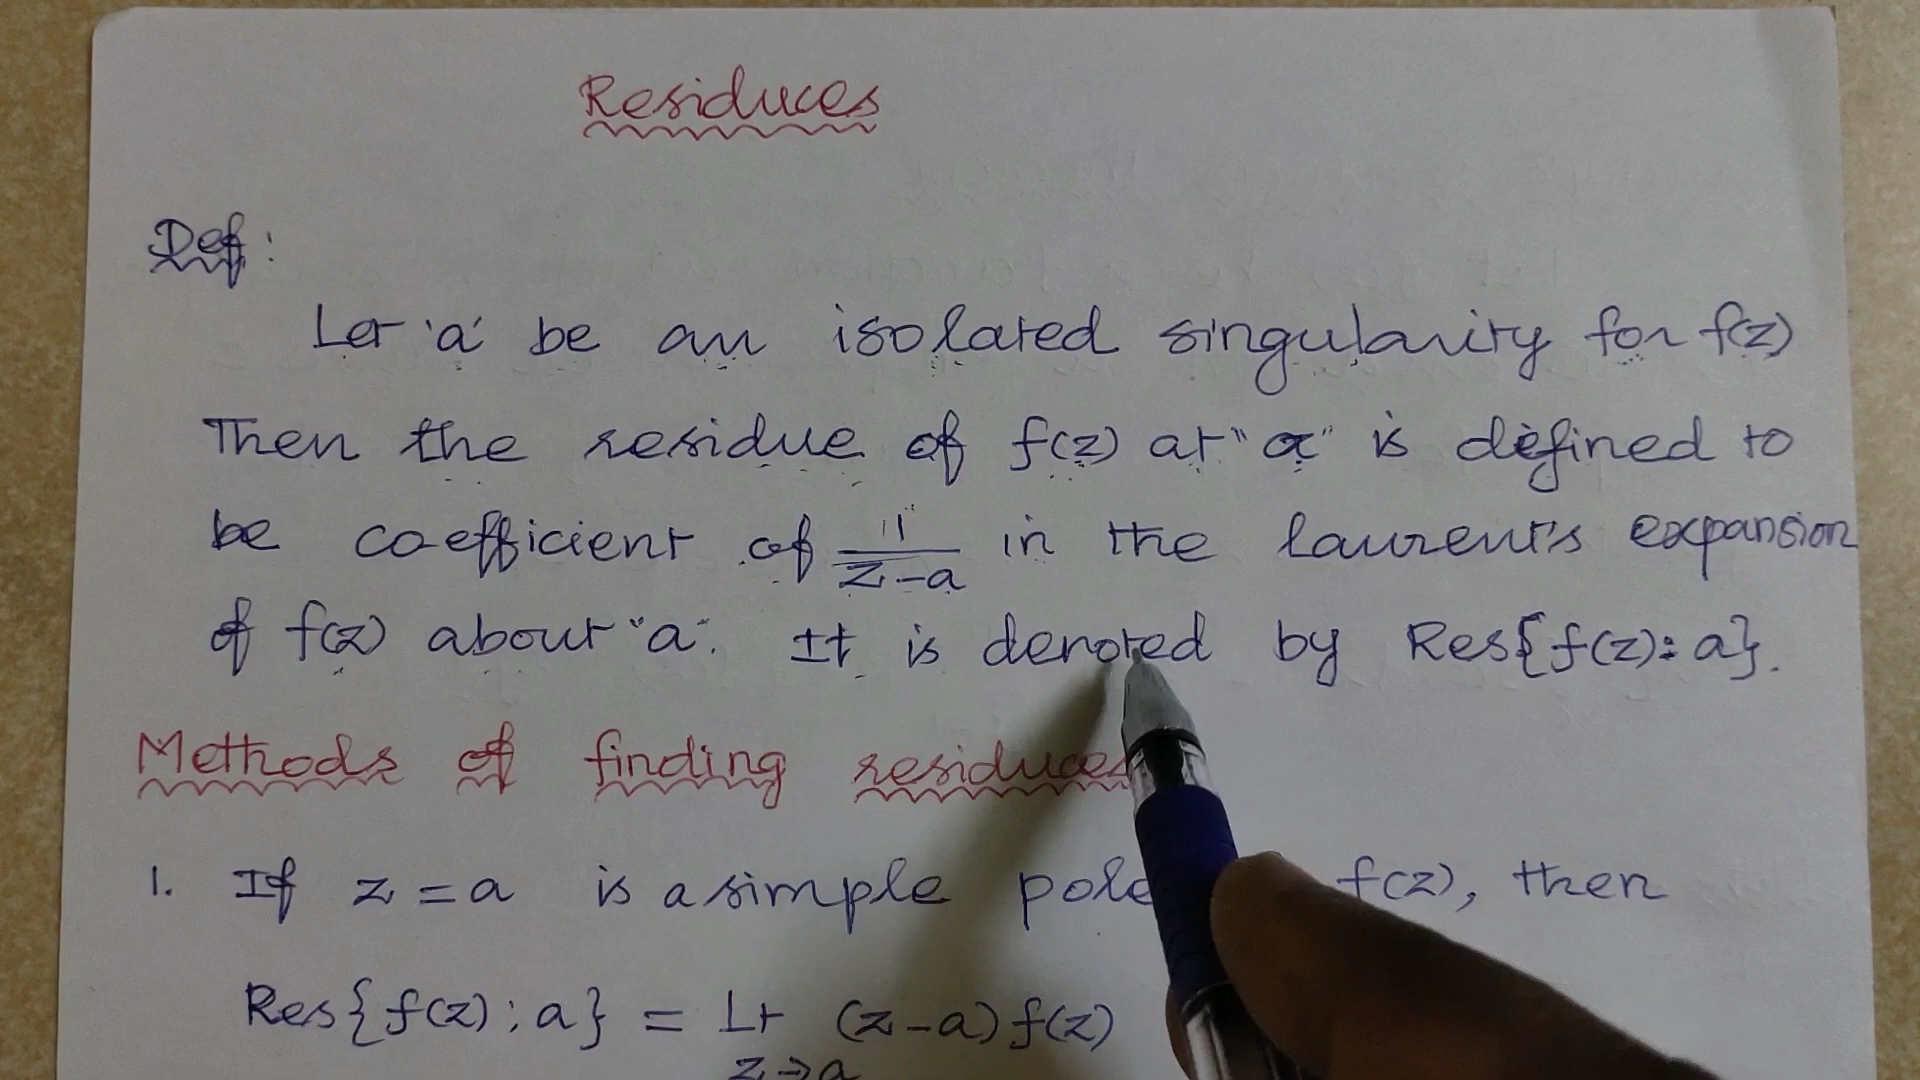 Residuces
Def:
Let 'a' be an isolated singularity for f(z)
Then the residue of f(z) at "a" is defined to
be coefficient of 1/(z-a) in the laurent's expansion
of f(z) about "a". It is denoted by Res{f(z): a}.
Methods of finding residuces
1. If z = a is a simple pole f(z), then
Res{f(z); a} = Lt (z-a) f(z)
z→a